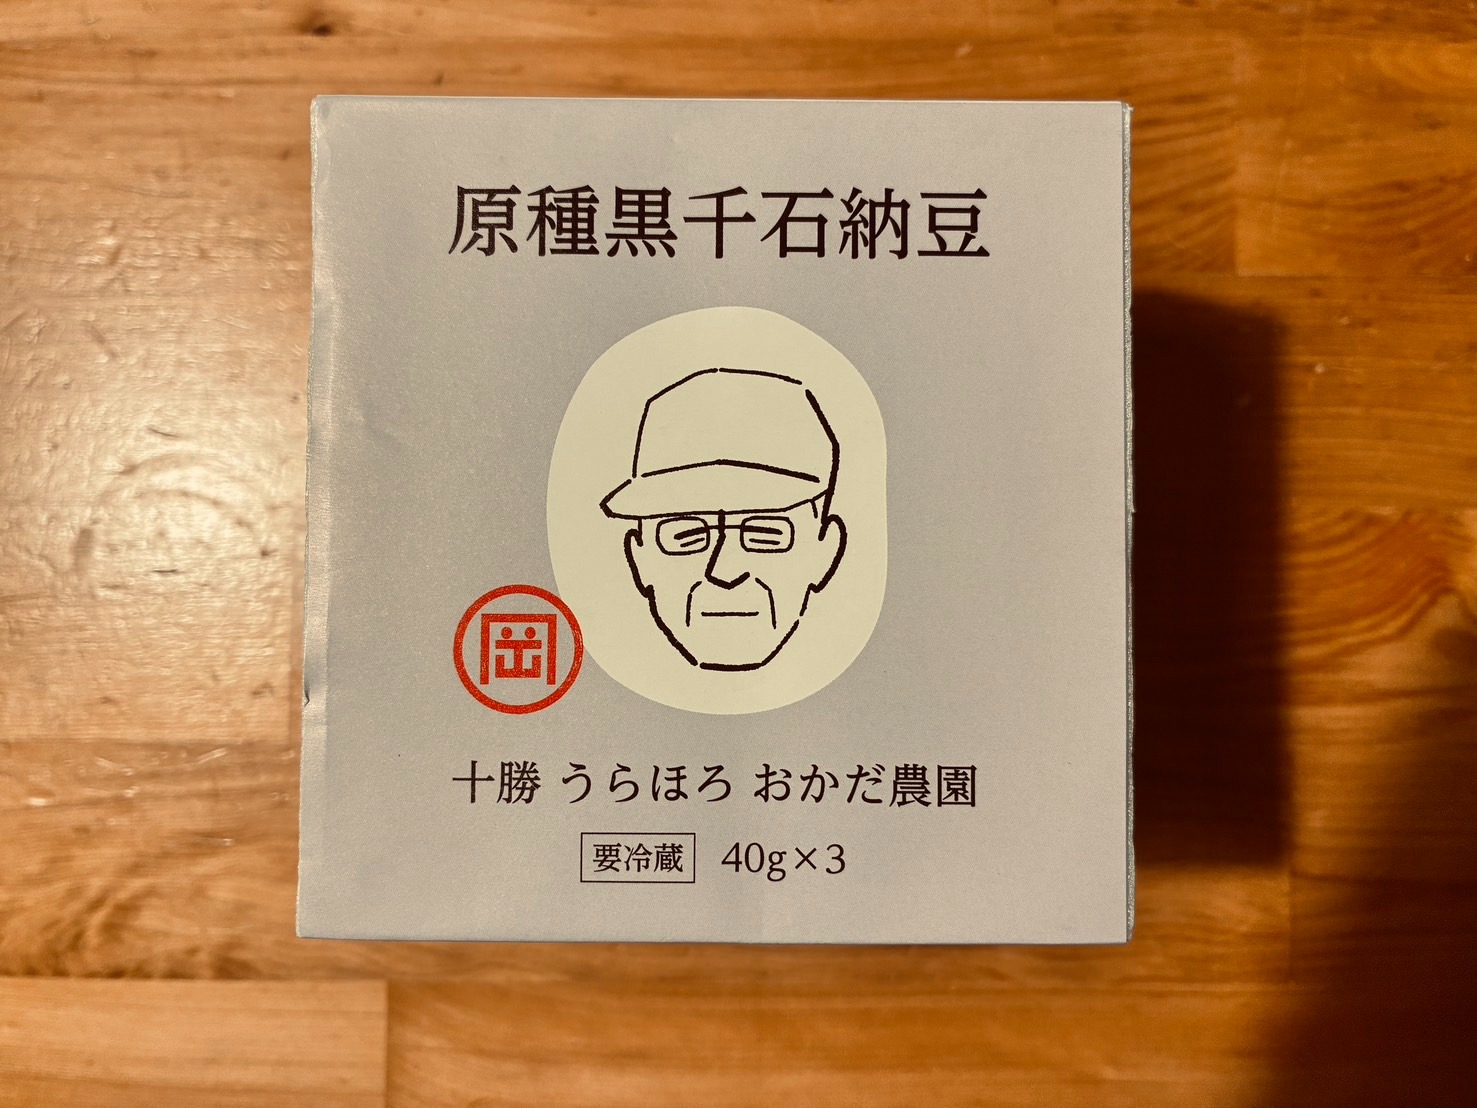 原種黒千石納豆
岡
十勝 うらほろ おかだ農園
要冷蔵 40g×3